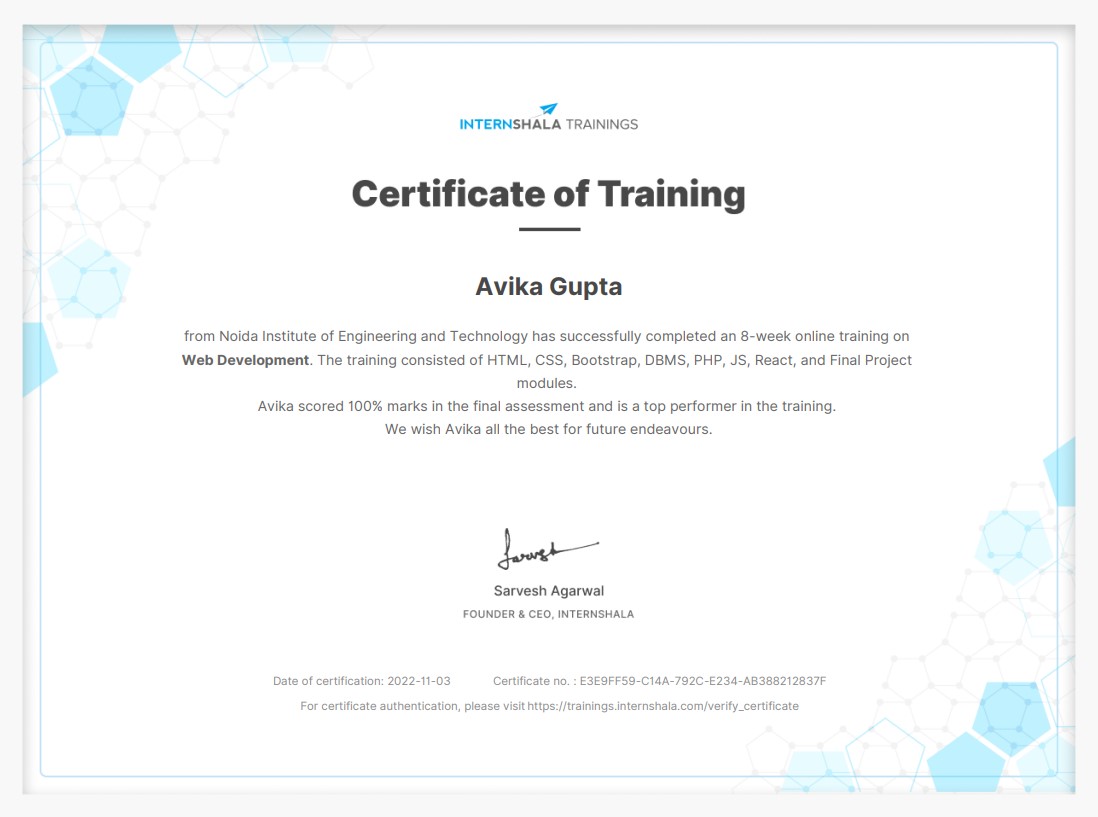 INTERNSHALA TRAININGS
Certificate of Training
Avika Gupta
from Noida Institute of Engineering and Technology has successfully completed an 8-week online training on
Web Development. The training consisted of HTML, CSS, Bootstrap, DBMS, PHP, JS, React, and Final Project
modules.
Avika scored 100% marks in the final assessment and is a top performer in the training.
We wish Avika all the best for future endeavours.
Sarvesh
Sarvesh Agarwal
FOUNDER & CEO, INTERNSHALA
Date of certification: 2022-11-03 Certificate no. : E3E9FF59-C14A-792C-E234-AB388212837F
For certificate authentication, please visit https://trainings.internshala.com/verify_certificate